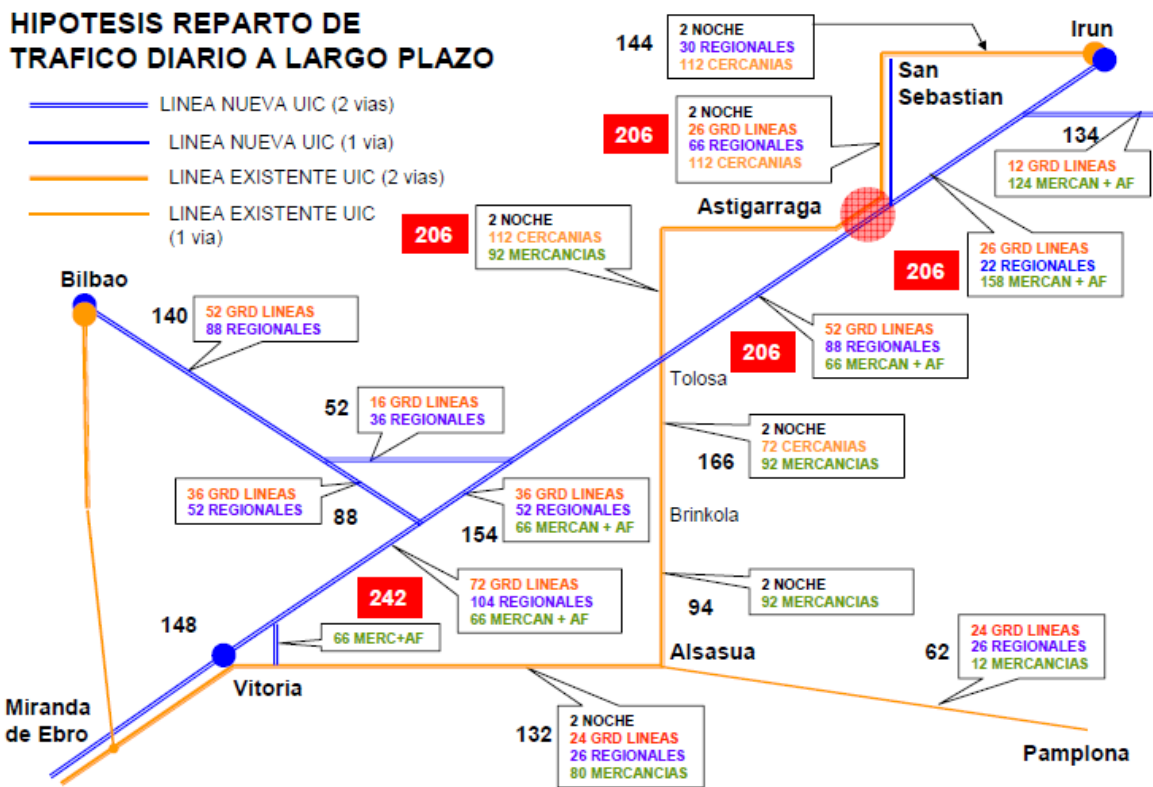 HIPOTESIS REPARTO DE
TRAFICO DIARIO A LARGO PLAZO
LINEA NUEVA UIC (2 vias)
LINEA NUEVA UIC (1 via)
LINEA EXISTENTE UIC (2 vias)
LINEA EXISTENTE UIC
(1 via)
144
2 NOCHE
30 REGIONALES
112 CERCANIAS
Irun
San
Sebastian
206
2 NOCHE
26 GRD LINEAS
66 REGIONALES
112 CERCANIAS
134
12 GRD LINEAS
124 MERCAN + AF
Astigarraga
206
2 NOCHE
112 CERCANIAS
92 MERCANCIAS
206
26 GRD LINEAS
22 REGIONALES
158 MERCAN + AF
Bilbao
140
52 GRD LINEAS
88 REGIONALES
206
52 GRD LINEAS
88 REGIONALES
66 MERCAN + AF
Tolosa
52
16 GRD LINEAS
36 REGIONALES
166
2 NOCHE
72 CERCANIAS
92 MERCANCIAS
36 GRD LINEAS
52 REGIONALES
88
154
36 GRD LINEAS
52 REGIONALES
66 MERCAN + AF
Brinkola
242
72 GRD LINEAS
104 REGIONALES
66 MERCAN + AF
94
2 NOCHE
92 MERCANCIAS
148
66 MERC+AF
Vitoria
Alsasua
62
24 GRD LINEAS
26 REGIONALES
12 MERCANCIAS
Miranda
de Ebro
132
2 NOCHE
24 GRD LINEAS
26 REGIONALES
80 MERCANCIAS
Pamplona